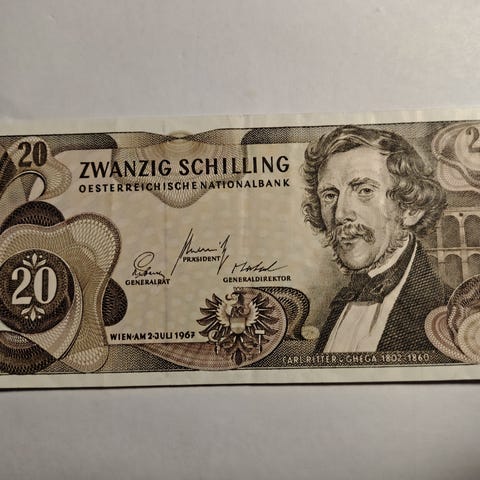 20
ZWANZIG SCHILLING
OESTERREICHISCHE NATIONALBANK
20
PRÄSIDENT
GENERALRAT
GENERALDIREKTOR
WIEN·AM 2·JULI 1967
CARL RITTER v. GHEGA 1802-1860
2